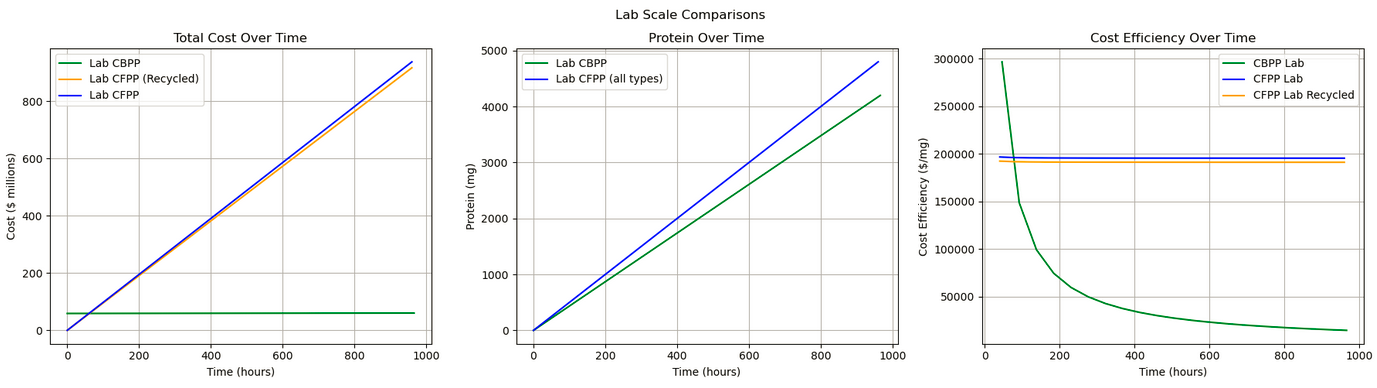 Lab Scale Comparisons
Total Cost Over Time
Lab CBPP
Lab CFPP (Recycled)
Lab CFPP
Cost ($ millions)
800
600
400
200
0
0 200 400 600 800 1000
Time (hours)
Protein Over Time
Lab CBPP
Lab CFPP (all types)
Protein (mg)
5000
4000
3000
2000
1000
0
0 200 400 600 800 1000
Time (hours)
Cost Efficiency Over Time
CBPP Lab
CFPP Lab
CFPP Lab Recycled
Cost Efficiency ($/mg)
300000
250000
200000
150000
100000
50000
0 200 400 600 800 1000
Time (hours)